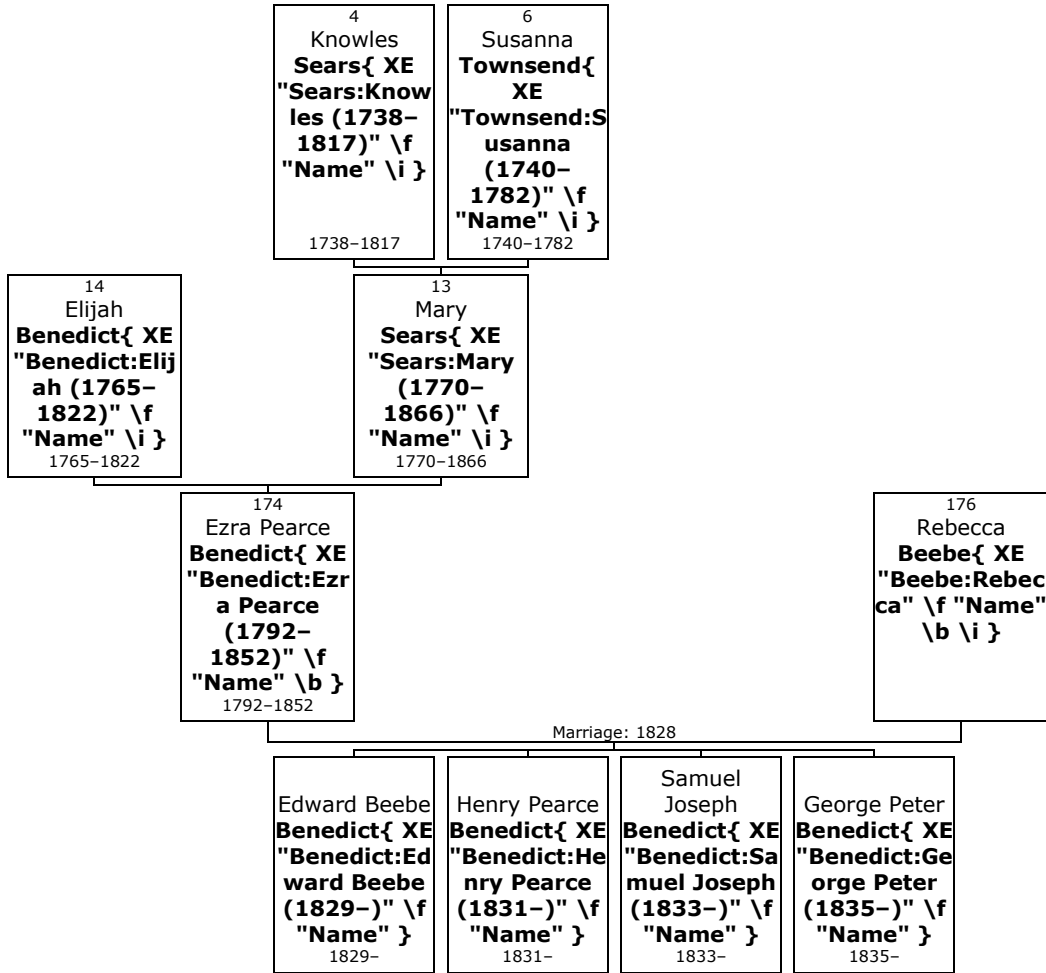 4
Knowles
Sears{ XE
"Sears:Know
les (1738–
1817)" \f
"Name" \i }
1738–1817
6
Susanna
Townsend{
XE
"Townsend:S
usanna
(1740–
1782)" \f
"Name" \i }
1740–1782
14
Elijah
Benedict{ XE
"Benedict:Elij
ah (1765–
1822)" \f
"Name" \i }
1765–1822
13
Mary
Sears{ XE
"Sears:Mary
(1770–
1866)" \f
"Name" \i }
1770–1866
174
Ezra Pearce
Benedict{ XE
"Benedict:Ezr
a Pearce
(1792–
1852)" \f
"Name" \b }
1792–1852
176
Rebecca
Beebe{ XE
"Beebe:Rebec
ca" \f "Name"
\b \i }
Marriage: 1828
Edward Beebe
Benedict{ XE
"Benedict:Ed
ward Beebe
(1829–)" \f
"Name" }
1829–
Henry Pearce
Benedict{ XE
"Benedict:He
nry Pearce
(1831–)" \f
"Name" }
1831–
Samuel
Joseph
Benedict{ XE
"Benedict:Sa
muel Joseph
(1833–)" \f
"Name" }
1833–
George Peter
Benedict{ XE
"Benedict:Ge
orge Peter
(1835–)" \f
"Name" }
1835–